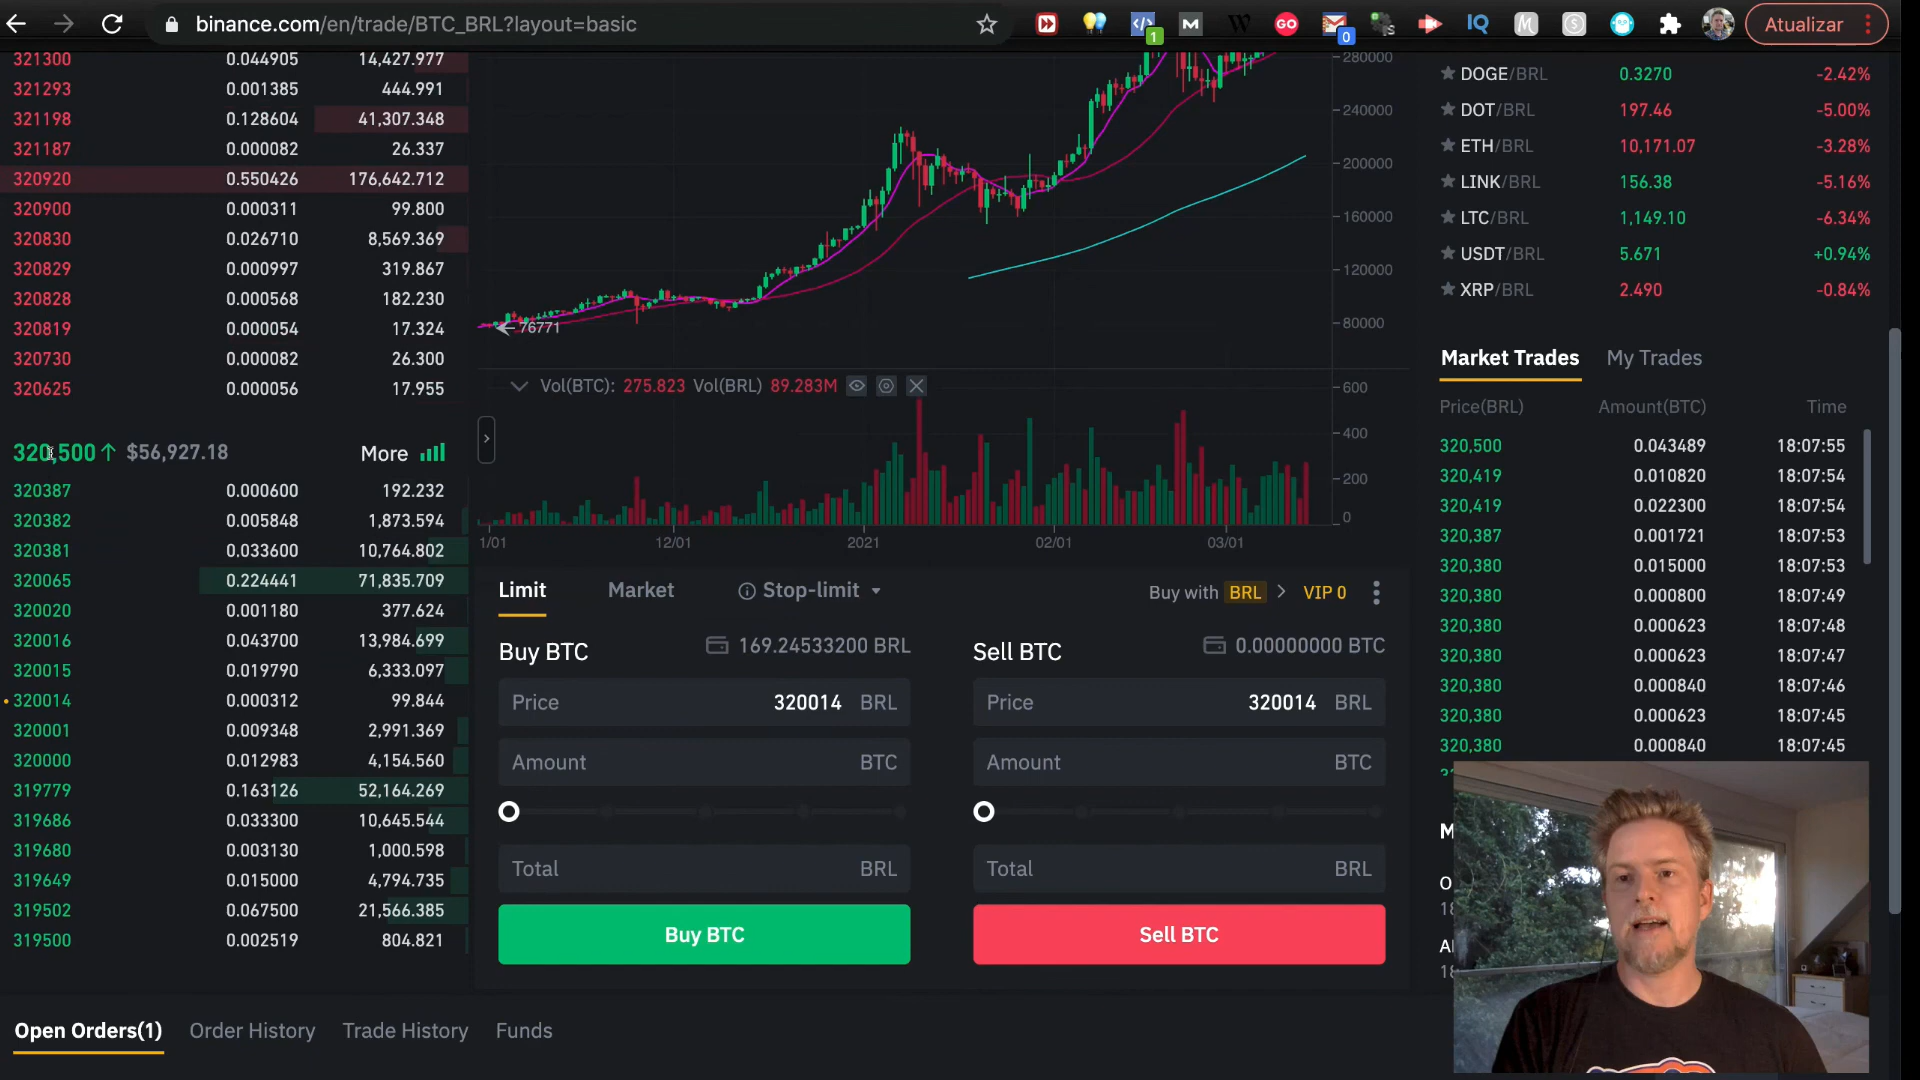 binance.com/en/trade/BTC_BRL?layout=basic
1
0
Atualizar
321300 0.044905 14,427.977
321293 0.001385 444.991
321198 0.128604 41,307.348
321187 0.000082 26.337
320920 0.550426 176,642.712
320900 0.000311 99.800
320830 0.026710 8,569.369
320829 0.000997 319.867
320828 0.000568 182.230
320819 0.000054 17.324
320730 0.000082 26.300
320625 0.000056 17.955
320,500 $56,927.18 More
320387 0.000600 192.232
320382 0.005848 1,873.594
320381 0.033600 10,764.802
320065 0.224441 71,835.709
320020 0.001180 377.624
320016 0.043700 13,984.699
320015 0.019790 6,333.097
320014 0.000312 99.844
320001 0.009348 2,991.369
320000 0.012983 4,154.560
319779 0.163126 52,164.269
319686 0.033300 10,645.544
319680 0.003130 1,000.598
319649 0.015000 4,794.735
319502 0.067500 21,566.385
319500 0.002519 804.821
280000
240000
200000
160000
120000
80000
76771
Vol(BTC): 275.823 Vol(BRL) 89.283M
600
400
200
0
1/01 12/01 2021 02/01 03/01
Limit Market Stop-limit
Buy with BRL VIP 0
Buy BTC 169.24533200 BRL
Price 320014 BRL
Amount BTC
Total BRL
Buy BTC
Sell BTC 0.00000000 BTC
Price 320014 BRL
Amount BTC
Total BRL
Sell BTC
DOGE/BRL 0.3270 -2.42%
DOT/BRL 197.46 -5.00%
ETH/BRL 10,171.07 -3.28%
LINK/BRL 156.38 -5.16%
LTC/BRL 1,149.10 -6.34%
USDT/BRL 5.671 +0.94%
XRP/BRL 2.490 -0.84%
Market Trades My Trades
Price(BRL) Amount(BTC) Time
320,500 0.043489 18:07:55
320,419 0.010820 18:07:54
320,419 0.022300 18:07:54
320,387 0.001721 18:07:53
320,380 0.015000 18:07:53
320,380 0.000800 18:07:49
320,380 0.000623 18:07:48
320,380 0.000623 18:07:47
320,380 0.000840 18:07:46
320,380 0.000623 18:07:45
320,380 0.000840 18:07:45
Open Orders(1) Order History Trade History Funds